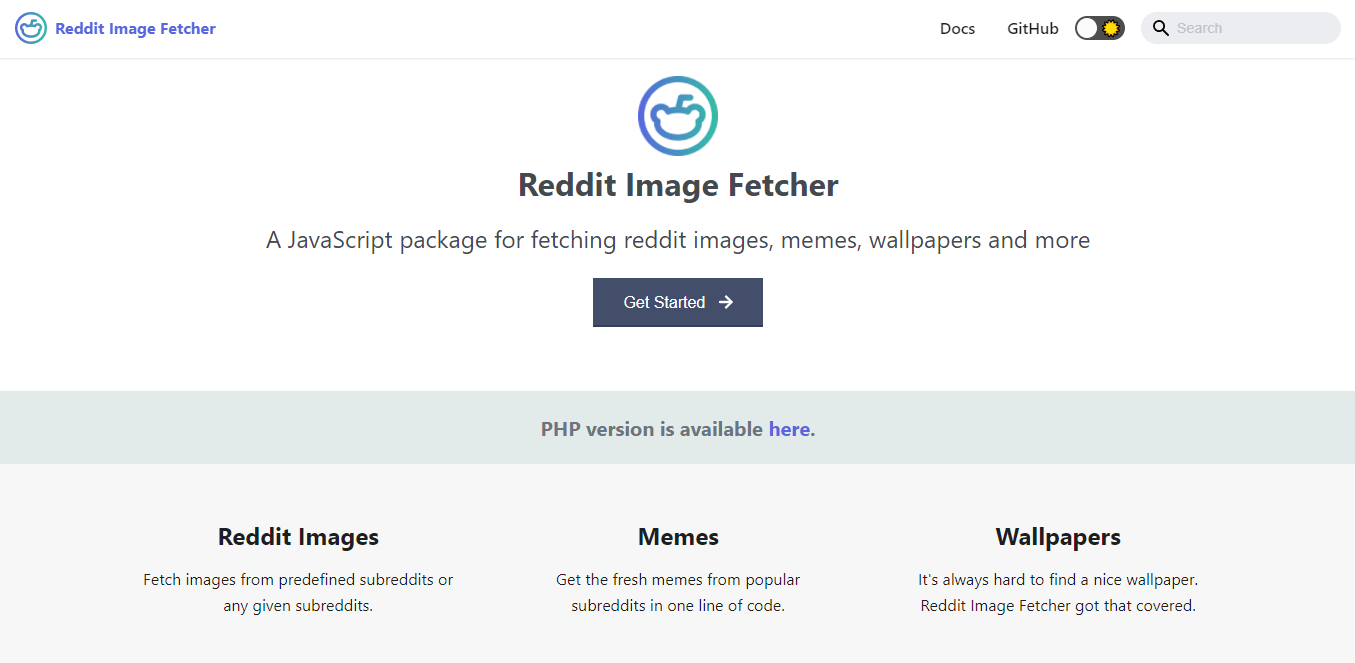 Reddit Image Fetcher
Docs
GitHub
Search
Reddit Image Fetcher
A JavaScript package for fetching reddit images, memes, wallpapers and more
Get Started
PHP version is available here.
Reddit Images
Fetch images from predefined subreddits or
any given subreddits.
Memes
Get the fresh memes from popular
subreddits in one line of code.
Wallpapers
It's always hard to find a nice wallpaper.
Reddit Image Fetcher got that covered.